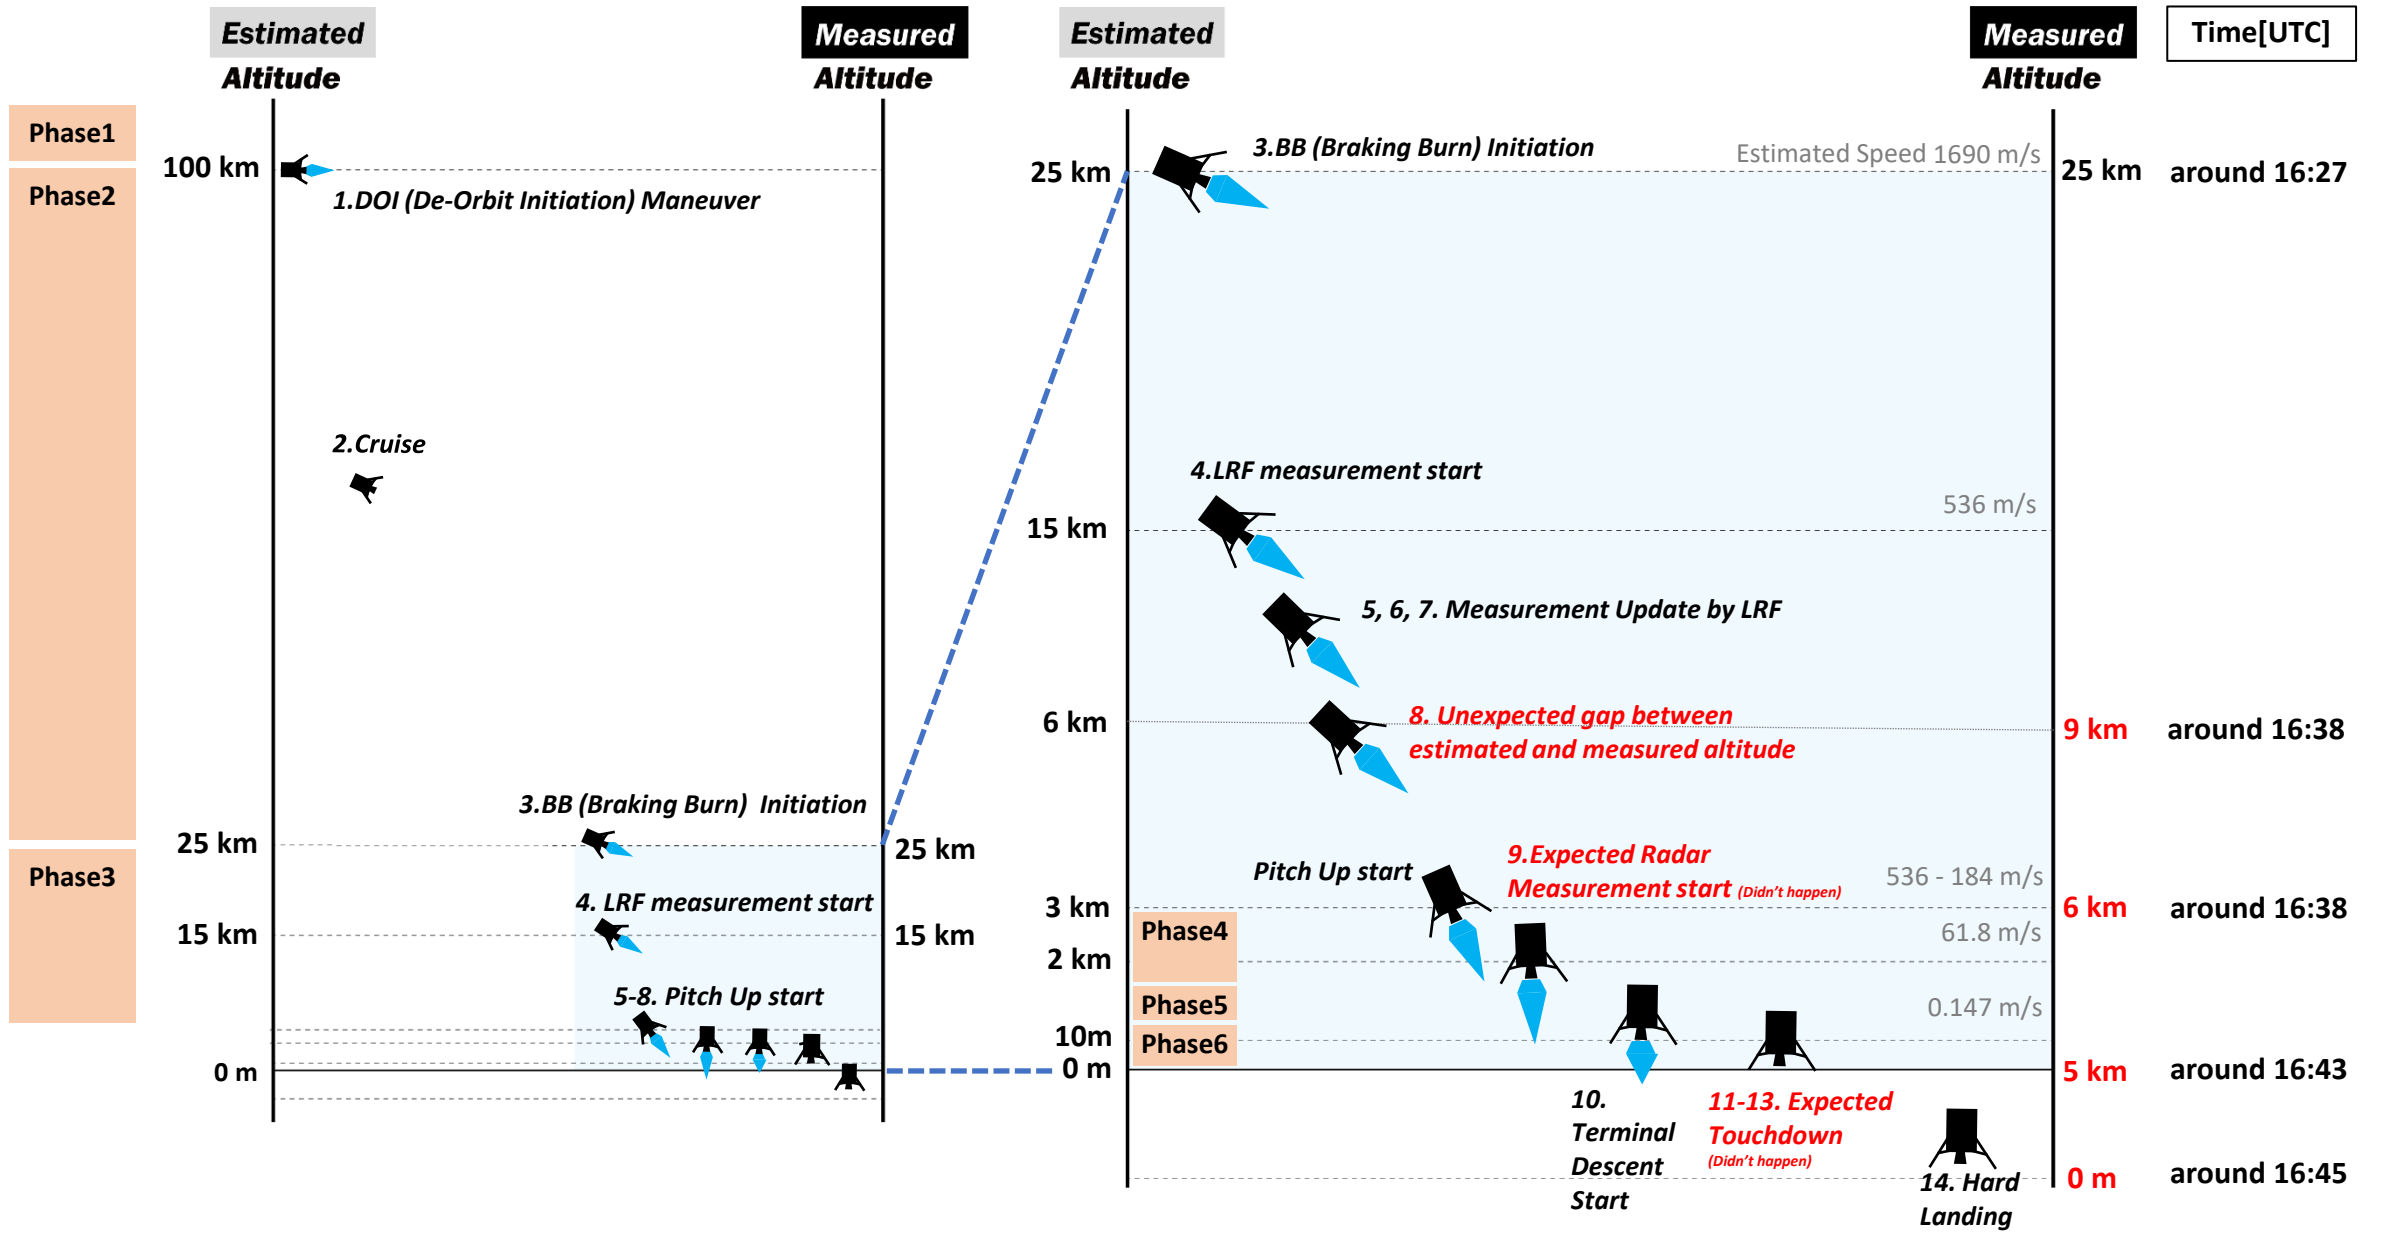 Estimated
Altitude
Measured
Altitude
Phase1
100 km
Phase2
1.DOI (De-Orbit Initiation) Maneuver
2.Cruise
3.BB (Braking Burn) Initiation
25 km
25 km
Phase3
4. LRF measurement start
15 km
15 km
5-8. Pitch Up start
0 m
Estimated
Altitude
Measured
Altitude
Time[UTC]
3.BB (Braking Burn) Initiation
Estimated Speed 1690 m/s
25 km
25 km
around 16:27
4.LRF measurement start
536 m/s
15 km
5, 6, 7. Measurement Update by LRF
6 km
8. Unexpected gap between
estimated and measured altitude
9 km
around 16:38
Pitch Up start
9.Expected Radar
Measurement start (Didn't happen)
536 - 184 m/s
3 km
6 km
around 16:38
Phase4
61.8 m/s
2 km
Phase5
0.147 m/s
10m
Phase6
0 m
5 km
around 16:43
10.
Terminal
Descent
Start
11-13. Expected
Touchdown
(Didn't happen)
14. Hard
Landing
0 m
around 16:45